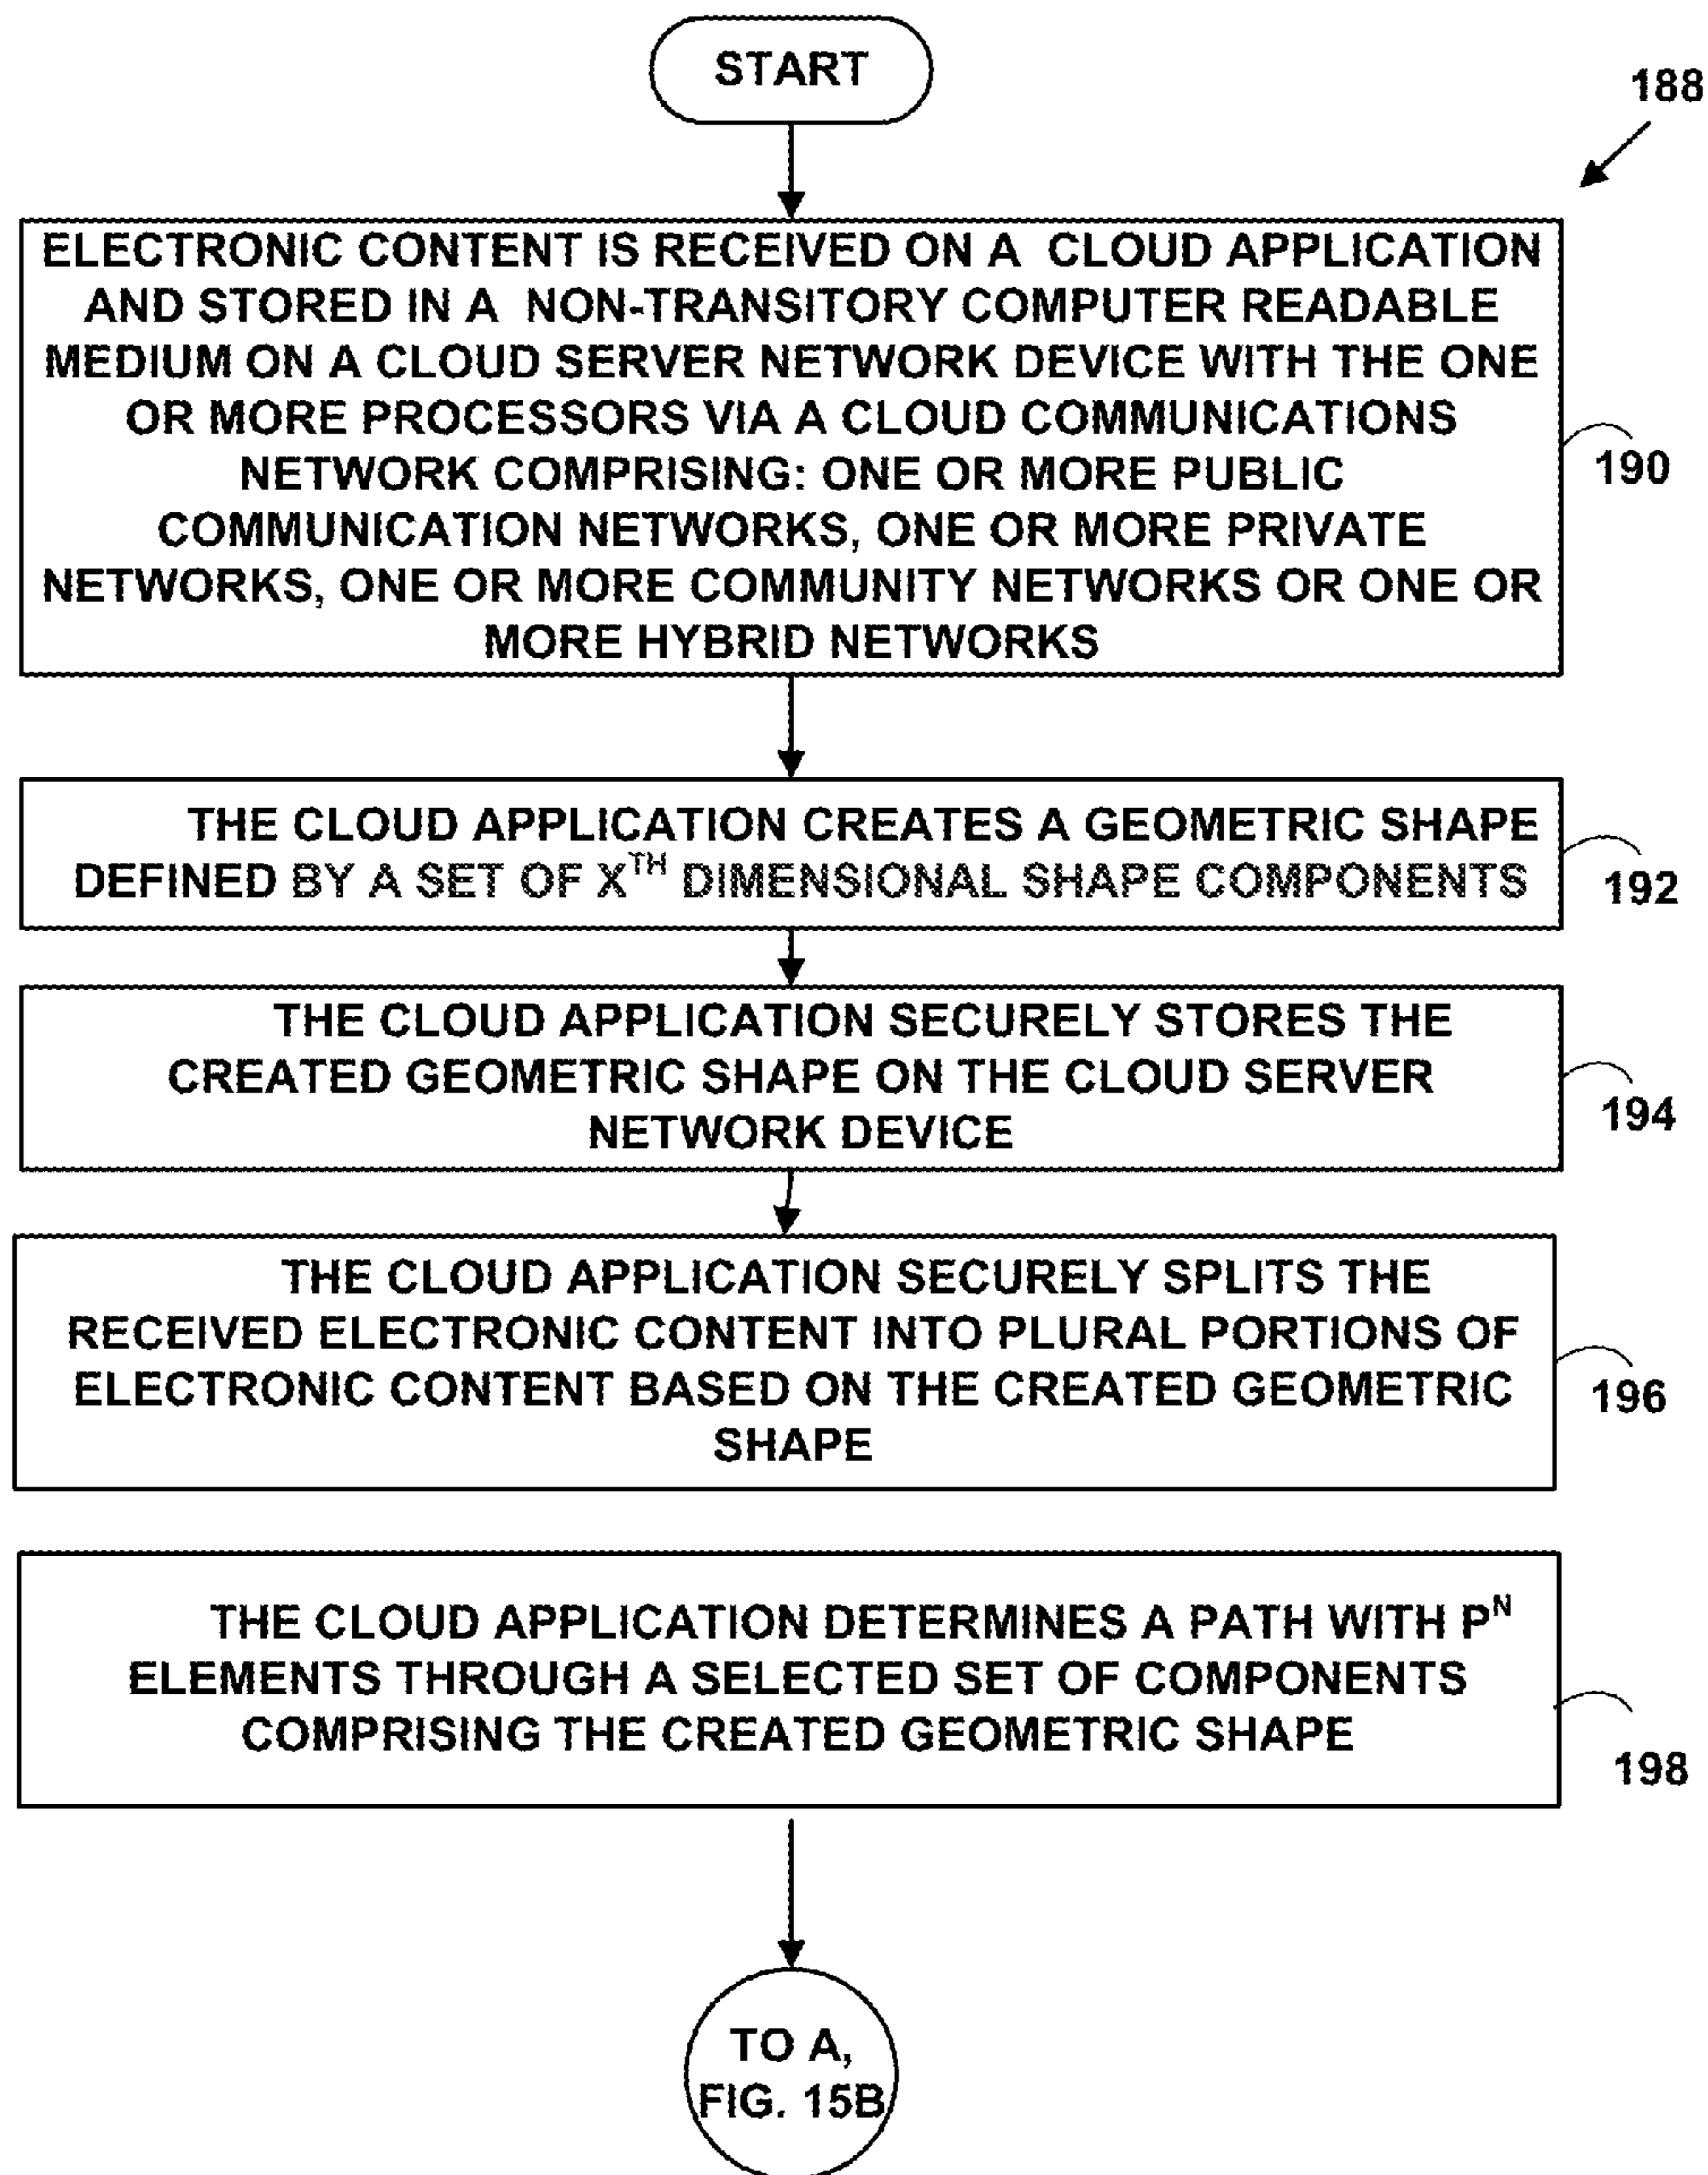 START
188
ELECTRONIC CONTENT IS RECEIVED ON A CLOUD APPLICATION
AND STORED IN A NON-TRANSITORY COMPUTER READABLE
MEDIUM ON A CLOUD SERVER NETWORK DEVICE WITH THE ONE
OR MORE PROCESSORS VIA A CLOUD COMMUNICATIONS
NETWORK COMPRISING: ONE OR MORE PUBLIC
COMMUNICATION NETWORKS, ONE OR MORE PRIVATE
NETWORKS, ONE OR MORE COMMUNITY NETWORKS OR ONE OR
MORE HYBRID NETWORKS
190
THE CLOUD APPLICATION CREATES A GEOMETRIC SHAPE
DEFINED BY A SET OF X^TH DIMENSIONAL SHAPE COMPONENTS
192
THE CLOUD APPLICATION SECURELY STORES THE
CREATED GEOMETRIC SHAPE ON THE CLOUD SERVER
NETWORK DEVICE
194
THE CLOUD APPLICATION SECURELY SPLITS THE
RECEIVED ELECTRONIC CONTENT INTO PLURAL PORTIONS OF
ELECTRONIC CONTENT BASED ON THE CREATED GEOMETRIC
SHAPE
196
THE CLOUD APPLICATION DETERMINES A PATH WITH P^N
ELEMENTS THROUGH A SELECTED SET OF COMPONENTS
COMPRISING THE CREATED GEOMETRIC SHAPE
198
TO A,
FIG. 15B